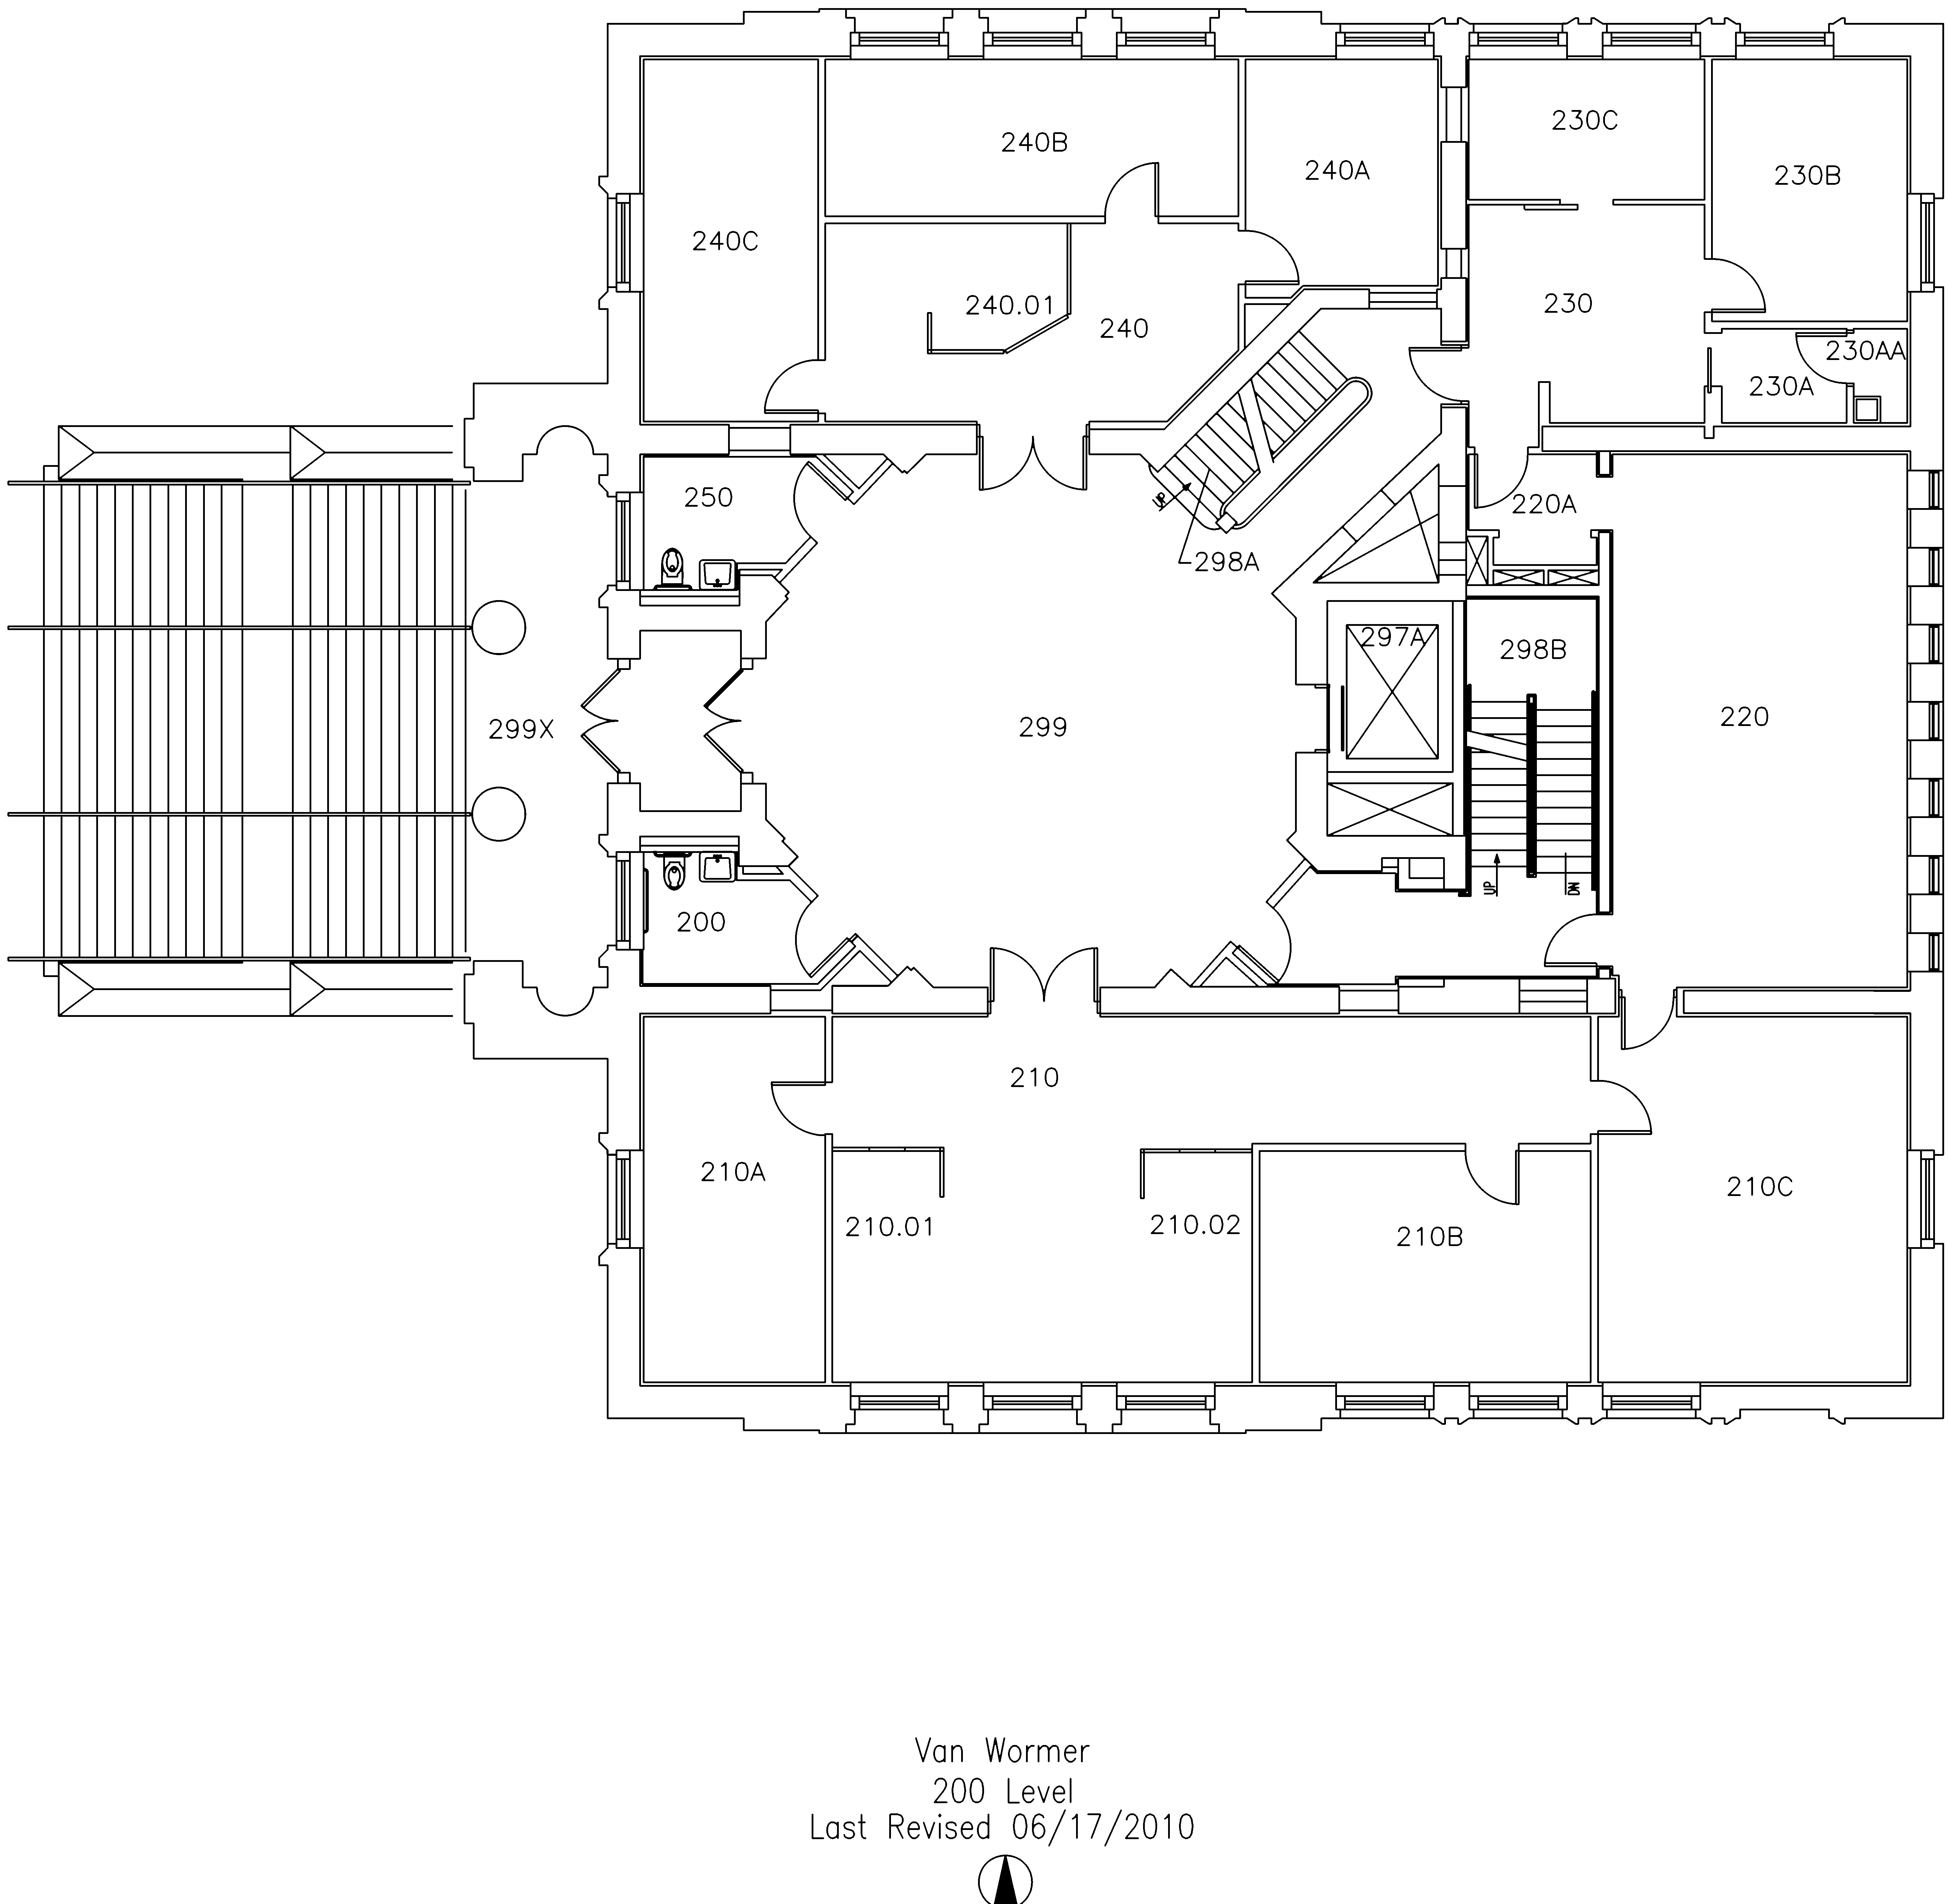 230C
240B
240A
230B
240C
240.01
240
230
230AA
230A
250
220A
UP
298A
297A
298B
299X
299
220
UP
DN
200
210
210A
210C
210.01
210.02
210B
Van Wormer
200 Level
Last Revised 06/17/2010